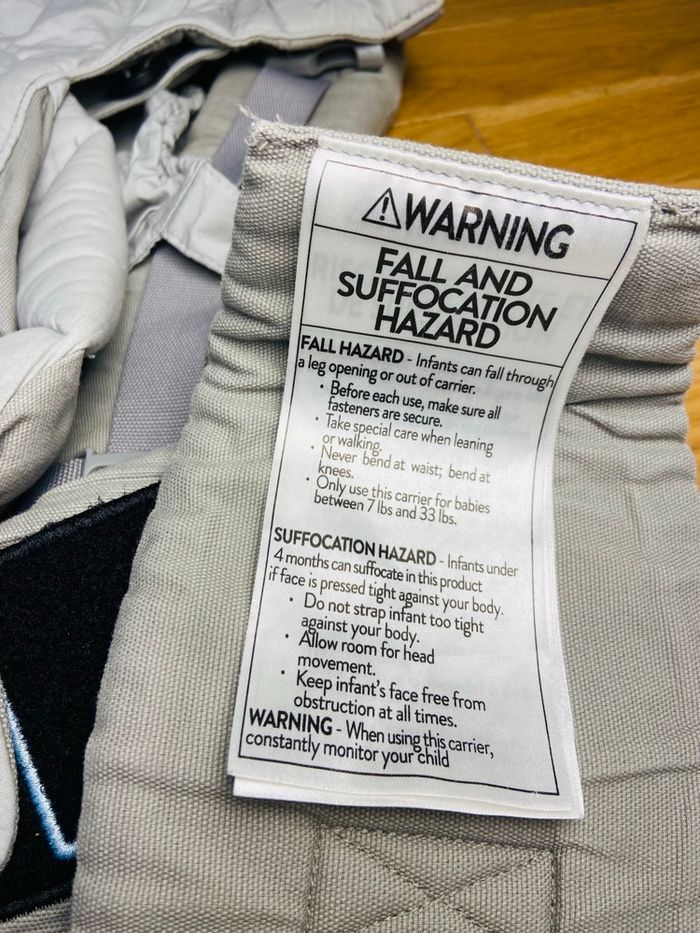 ⚠WARNING
FALL AND
SUFFOCATION
HAZARD
FALL HAZARD - Infants can fall through
a leg opening or out of carrier.
• Before each use, make sure all
fasteners are secure.
• Take special care when leaning
or walking.
• Never bend at waist; bend at
knees.
• Only use this carrier for babies
between 7 lbs and 33 lbs.
SUFFOCATION HAZARD - Infants under
4 months can suffocate in this product
if face is pressed tight against your body.
• Do not strap infant too tight
against your body.
• Allow room for head
movement.
• Keep infant's face free from
obstruction at all times.
WARNING - When using this carrier,
constantly monitor your child